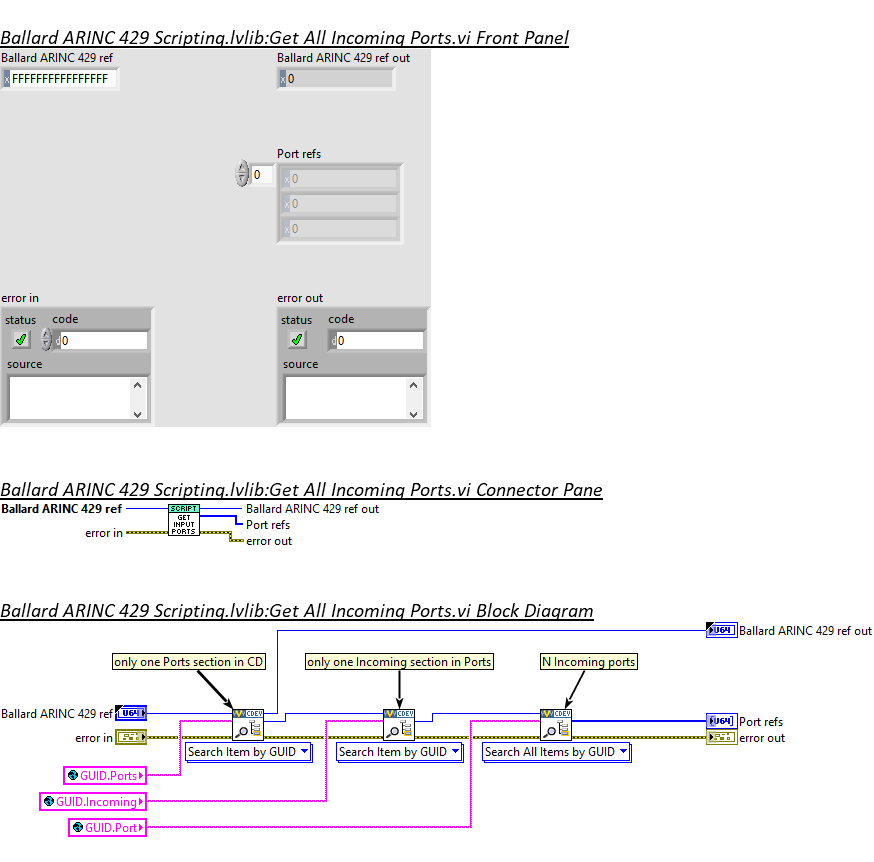 Ballard ARINC 429 Scripting.lvlib:Get All Incoming Ports.vi Front Panel
Ballard ARINC 429 ref
Ballard ARINC 429 ref out
x FFFFFFFFFFFFFFFF
x 0
Port refs
0
x 0
x 0
x 0
error in
error out
status code
status code
d 0
d 0
source
source
Ballard ARINC 429 Scripting.lvlib:Get All Incoming Ports.vi Connector Pane
Ballard ARINC 429 ref
Ballard ARINC 429 ref out
SCRIPT
GET
INPUT
PORTS
Port refs
error in
error out
Ballard ARINC 429 Scripting.lvlib:Get All Incoming Ports.vi Block Diagram
U64
Ballard ARINC 429 ref out
only one Ports section in CD
only one Incoming section in Ports
N Incoming ports
Ballard ARINC 429 ref
U64
CDEV
CDEV
CDEV
U64
Port refs
error in
error out
Search Item by GUID
Search Item by GUID
Search All Items by GUID
GUID.Ports
GUID.Incoming
GUID.Port